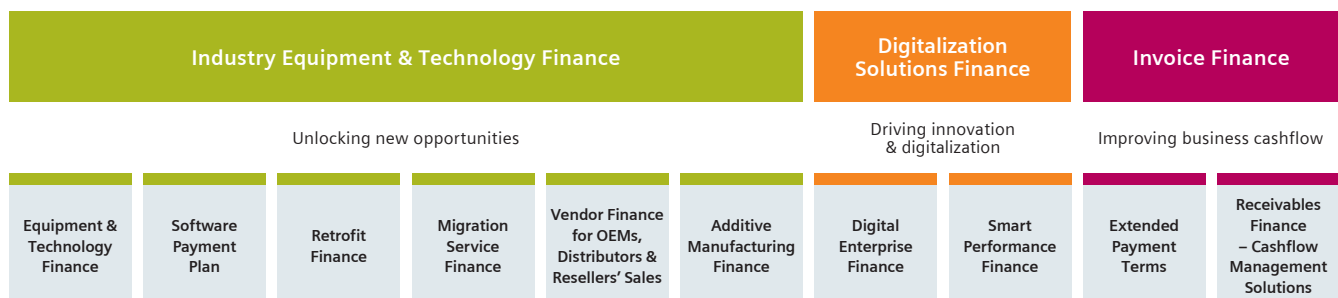 Industry Equipment & Technology Finance
Digitalization
Solutions Finance
Invoice Finance
Unlocking new opportunities
Driving innovation
& digitalization
Improving business cashflow
Equipment &
Technology
Finance
Software
Payment
Plan
Retrofit
Finance
Migration
Service
Finance
Vendor Finance
for OEMs,
Distributors &
Resellers’ Sales
Additive
Manufacturing
Finance
Digital
Enterprise
Finance
Smart
Performance
Finance
Extended
Payment
Terms
Receivables
Finance
– Cashflow
Management
Solutions